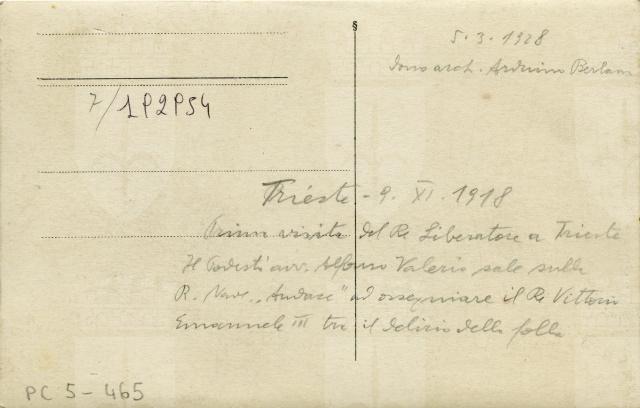 §
5.3.1928
dono arch. Arduino Berlam
7/1P2P54
Trieste - 9. XI. 1918
Prima visita del Re Liberatore a Trieste
Il Podestà avv. Alfonso Valerio sale sulla
R. Nave „Audace" ad ossequiare il Re Vittorio
Emanuele III tra il delirio della folla
PC 5-465